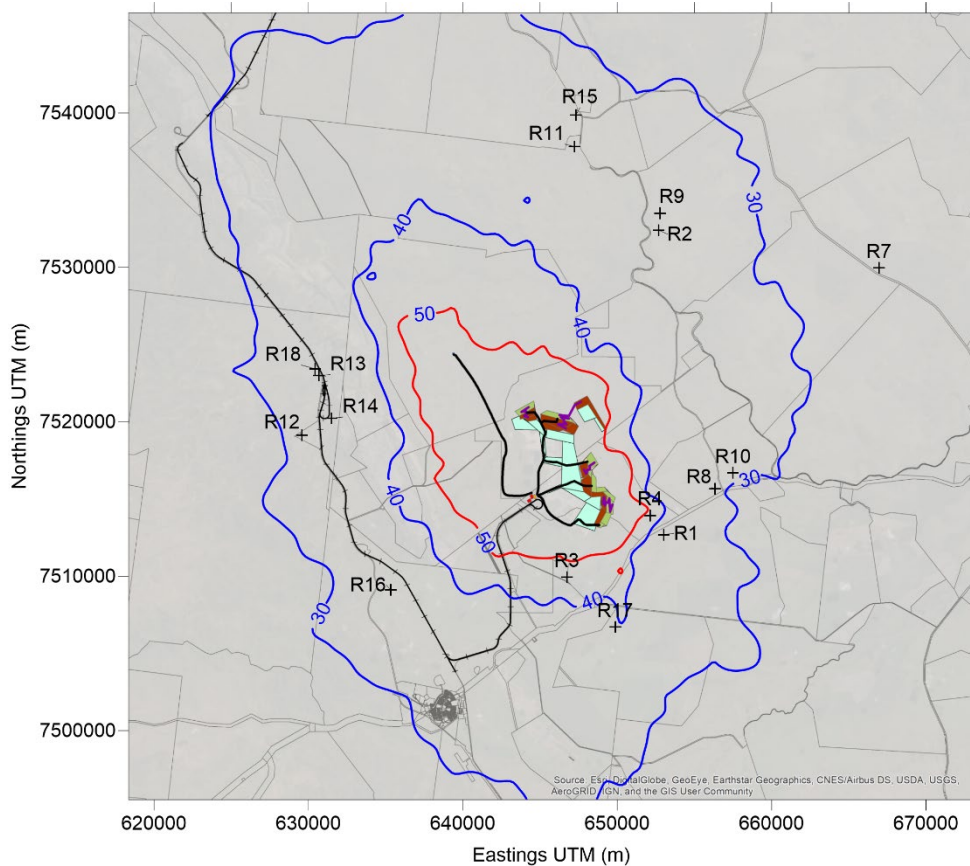 7540000
7530000
7520000
7510000
7500000
Northings UTM (m)
R15
R11
30
40
R9
R2
R7
50
40
R18
R13
R14
R12
R10
R8
30
40
R4
R1
50
R3
R16
40
R17
30
Source: Esri, DigitalGlobe, GeoEye, Earthstar Geographics, CNES/Airbus DS, USDA, USGS,
AeroGRID, IGN, and the GIS User Community
620000 630000 640000 650000 660000 670000
Eastings UTM (m)